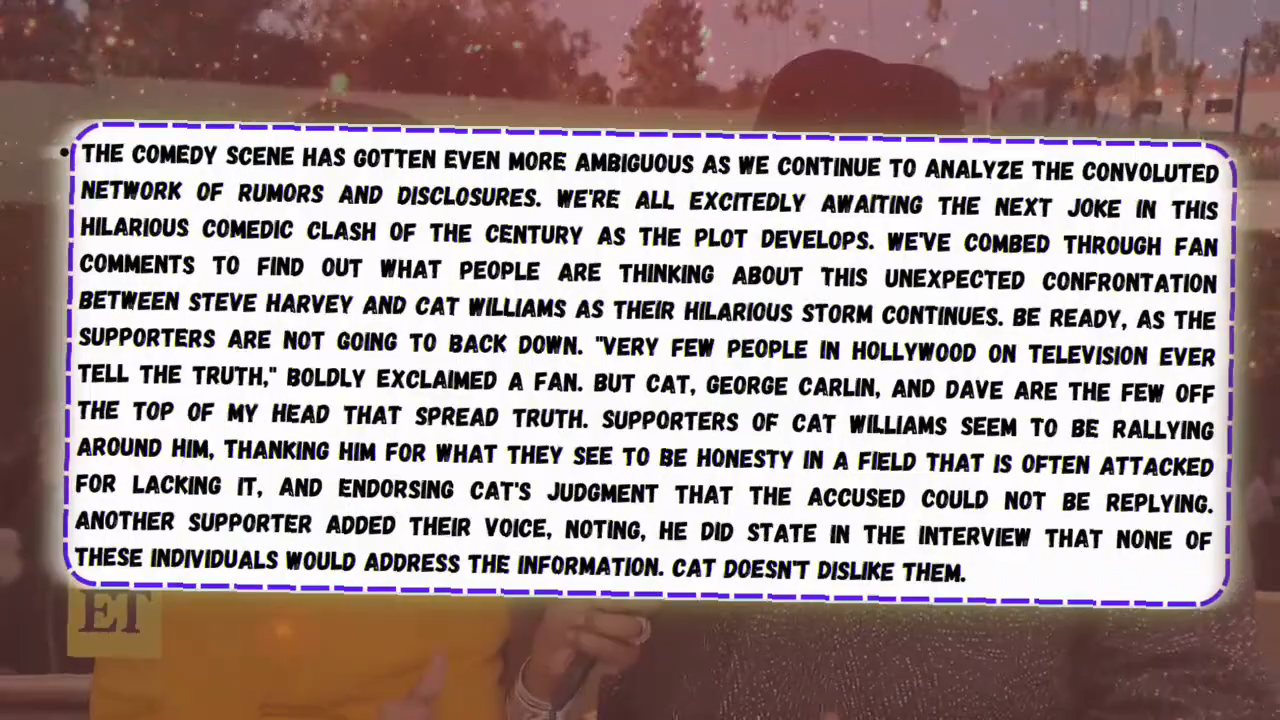 • THE COMEDY SCENE HAS GOTTEN EVEN MORE AMBIGUOUS AS WE CONTINUE TO ANALYZE THE CONVOLUTED
NETWORK OF RUMORS AND DISCLOSURES. WE'RE ALL EXCITEDLY AWAITING THE NEXT JOKE IN THIS
HILARIOUS COMEDIC CLASH OF THE CENTURY AS THE PLOT DEVELOPS. WE'VE COMBED THROUGH FAN
COMMENTS TO FIND OUT WHAT PEOPLE ARE THINKING ABOUT THIS UNEXPECTED CONFRONTATION
BETWEEN STEVE HARVEY AND CAT WILLIAMS AS THEIR HILARIOUS STORM CONTINUES. BE READY, AS THE
SUPPORTERS ARE NOT GOING TO BACK DOWN. "VERY FEW PEOPLE IN HOLLYWOOD ON TELEVISION EVER
TELL THE TRUTH," BOLDLY EXCLAIMED A FAN. BUT CAT, GEORGE CARLIN, AND DAVE ARE THE FEW OFF
THE TOP OF MY HEAD THAT SPREAD TRUTH. SUPPORTERS OF CAT WILLIAMS SEEM TO BE RALLYING
AROUND HIM, THANKING HIM FOR WHAT THEY SEE TO BE HONESTY IN A FIELD THAT IS OFTEN ATTACKED
FOR LACKING IT, AND ENDORSING CAT'S JUDGMENT THAT THE ACCUSED COULD NOT BE REPLYING.
ANOTHER SUPPORTER ADDED THEIR VOICE, NOTING, HE DID STATE IN THE INTERVIEW THAT NONE OF
THESE INDIVIDUALS WOULD ADDRESS THE INFORMATION. CAT DOESN'T DISLIKE THEM.
ET